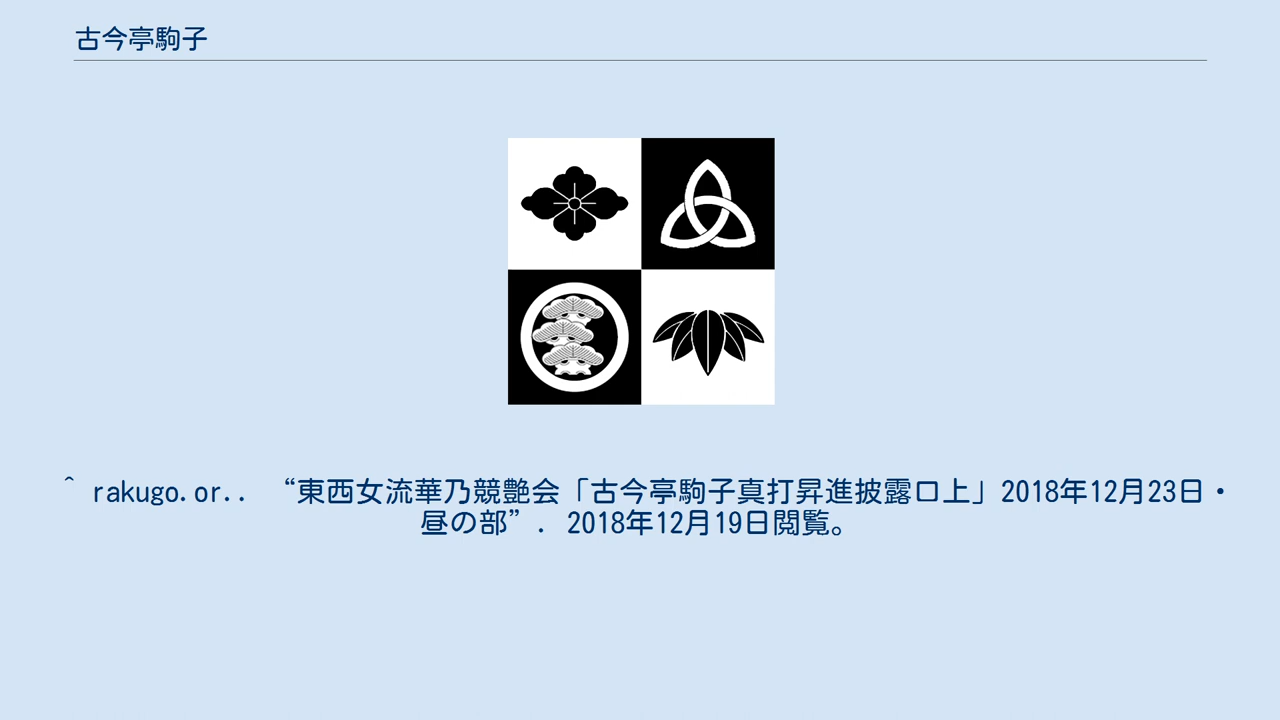 古今亭駒子
^ rakugo.or.. “東西女流華乃競艶会「古今亭駒子真打昇進披露口上」2018年12月23日・
昼の部”. 2018年12月19日閲覧。